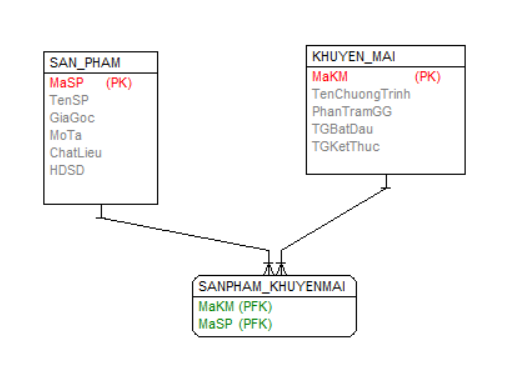 SAN_PHAM
MaSP (PK)
TenSP
GiaGoc
MoTa
ChatLieu
HDSD
KHUYEN_MAI
MaKM (PK)
TenChuongTrinh
PhanTramGG
TGBatDau
TGKetThuc
SANPHAM_KHUYENMAI
MaKM (PFK)
MaSP (PFK)